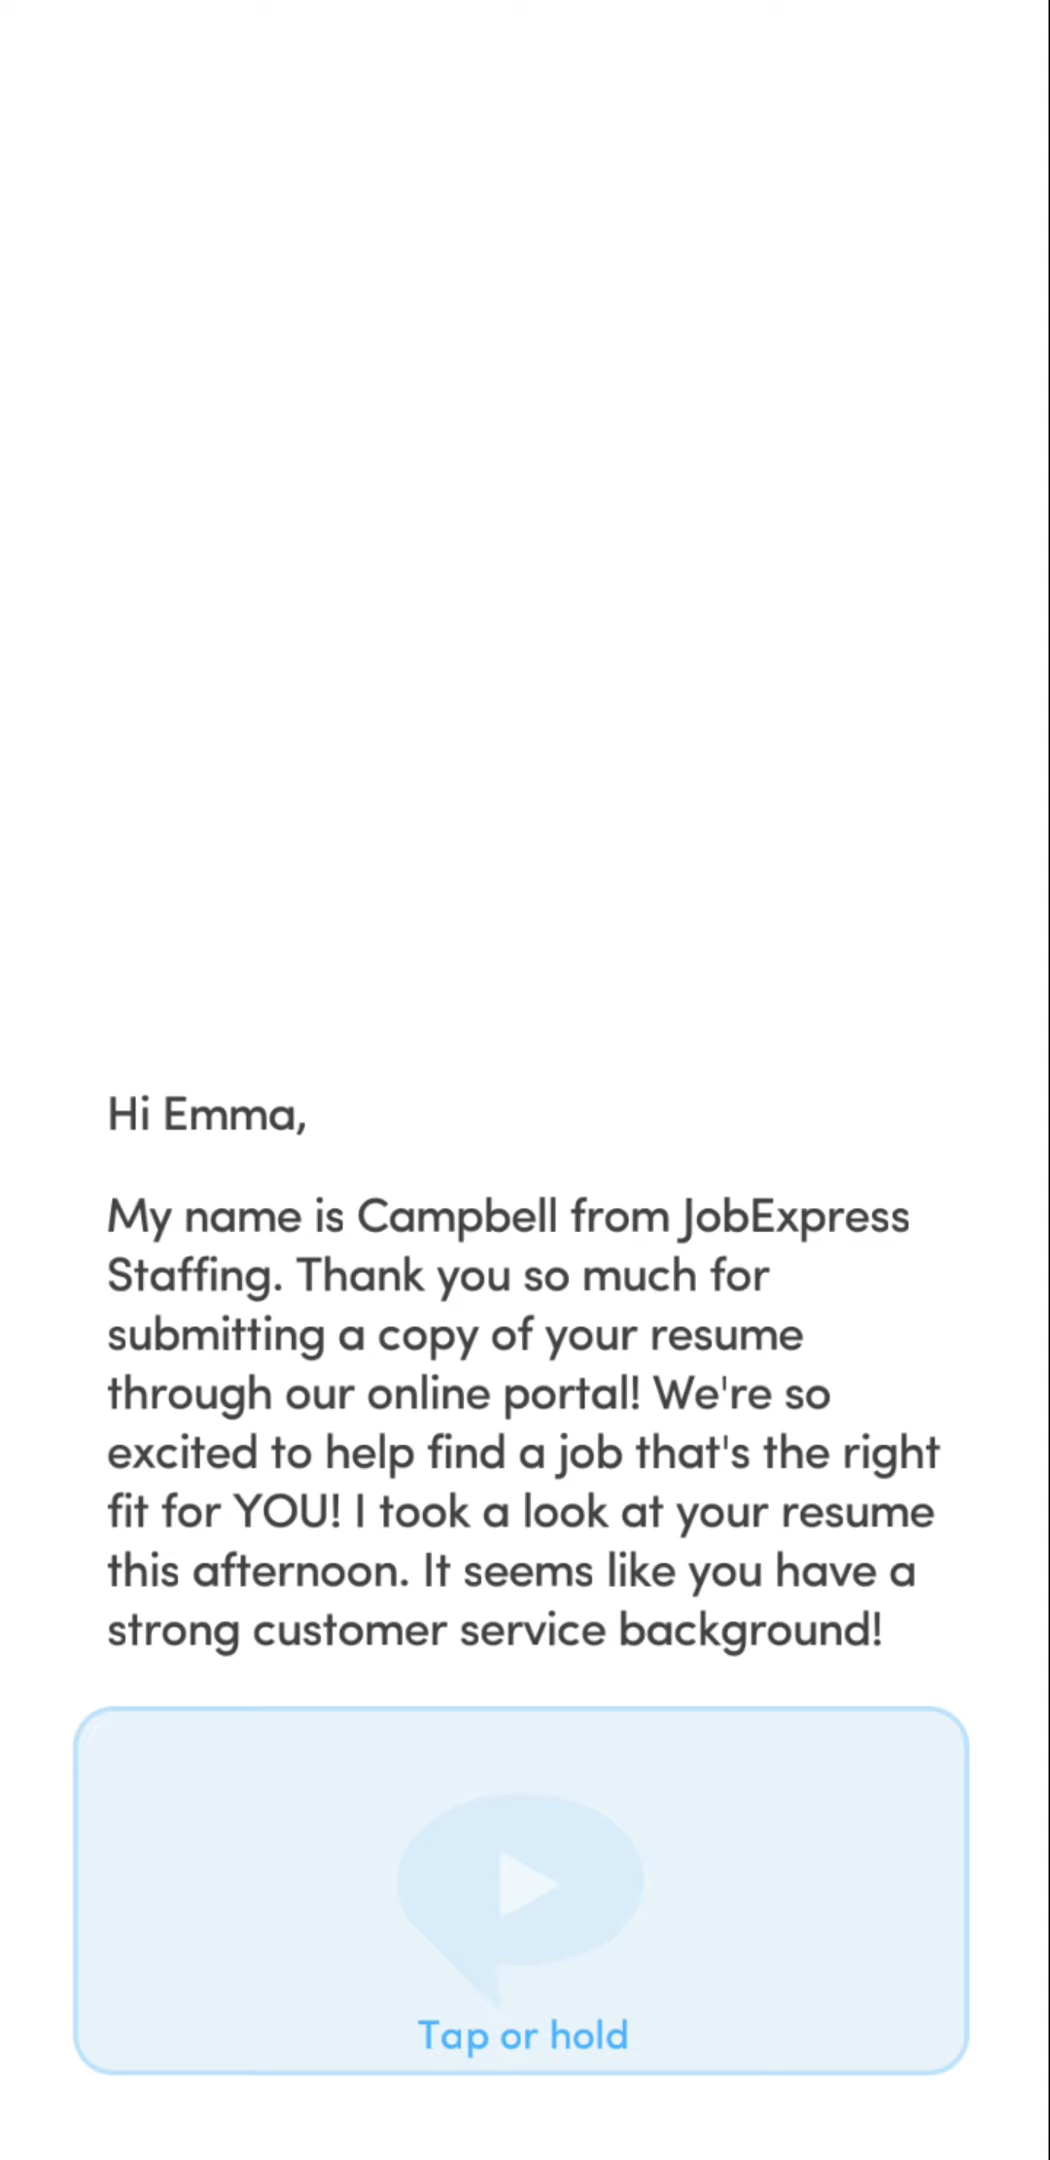 Hi Emma,
My name is Campbell from JobExpress
Staffing. Thank you so much for
submitting a copy of your resume
through our online portal! We're so
excited to help find a job that's the right
fit for YOU! I took a look at your resume
this afternoon. It seems like you have a
strong customer service background!
Tap or hold